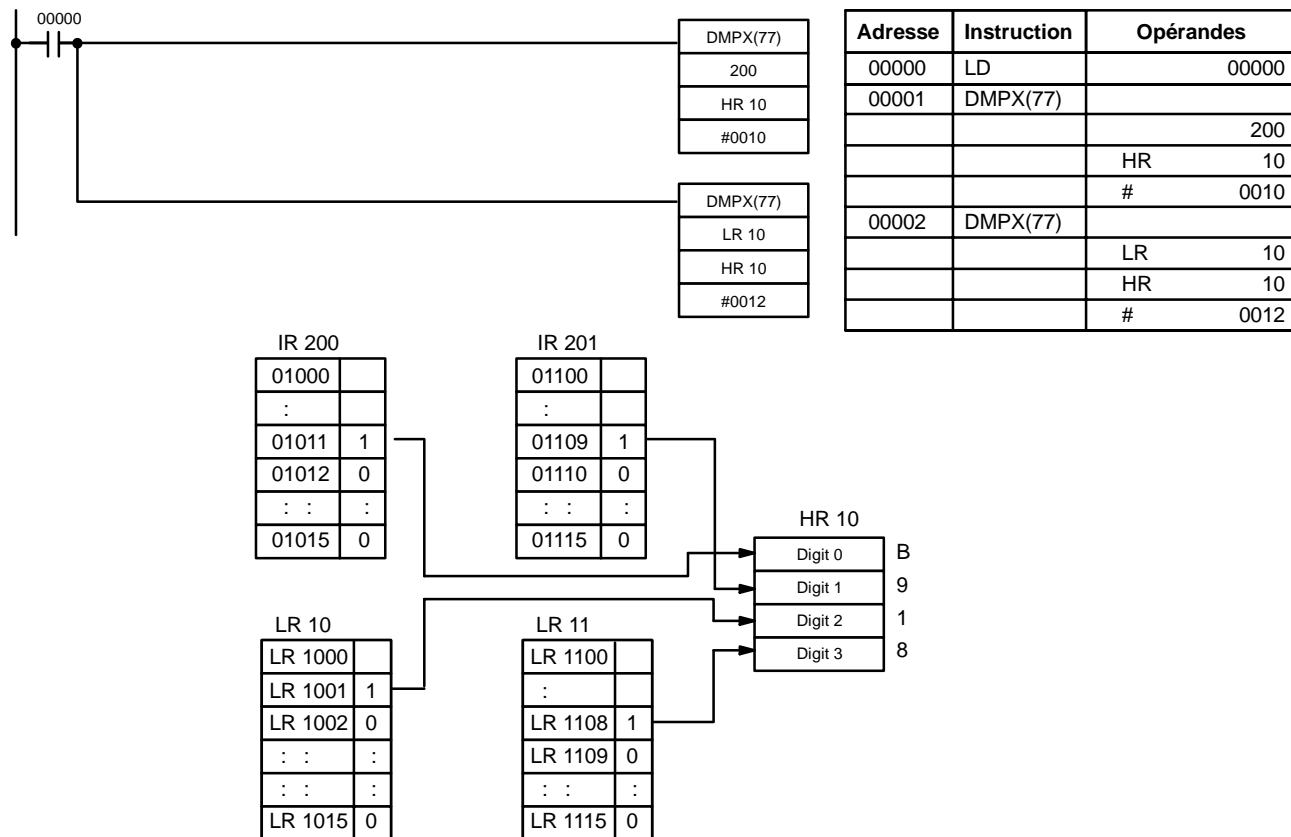 00000
DMPX(77)
200
HR 10
#0010
DMPX(77)
LR 10
HR 10
#0012
Adresse Instruction Opérandes
00000 LD 00000
00001 DMPX(77)
200
HR 10
# 0010
00002 DMPX(77)
LR 10
HR 10
# 0012
IR 200
01000
:
01011 1
01012 0
: : :
01015 0
IR 201
01100
:
01109 1
01110 0
: : :
01115 0
HR 10
Digit 0 B
Digit 1 9
Digit 2 1
Digit 3 8
LR 10
LR 1000
LR 1001 1
LR 1002 0
: : :
: : :
LR 1015 0
LR 11
LR 1100
:
LR 1108 1
LR 1109 0
: : :
LR 1115 0